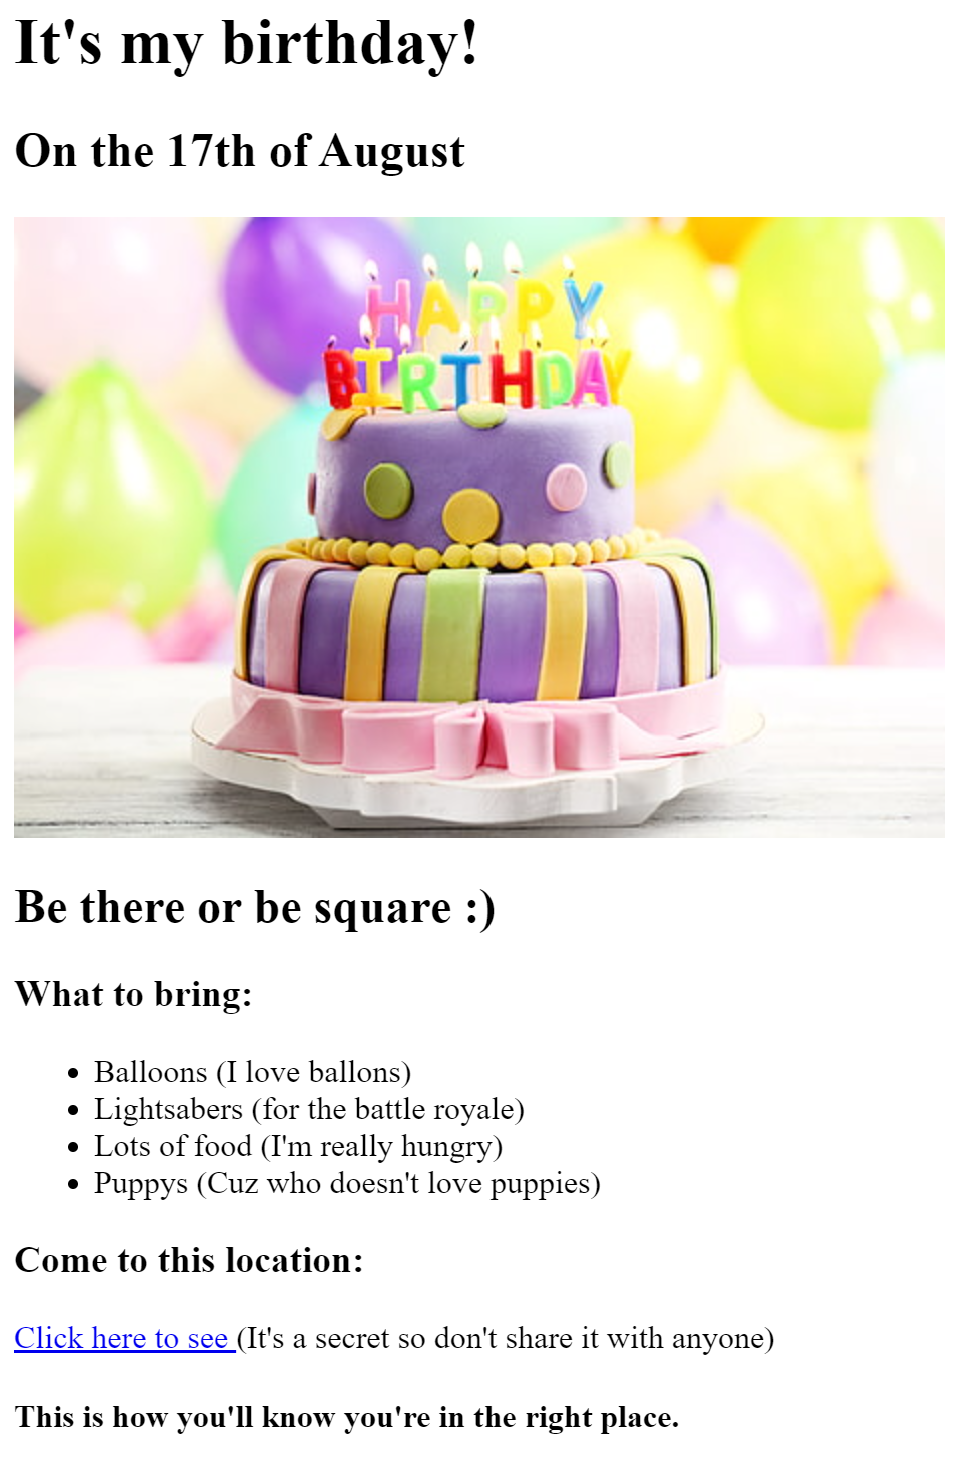 It's my birthday!
On the 17th of August
HAPPY
BIRTHDAY
Be there or be square :)
What to bring:
Balloons (I love ballons)
Lightsabers (for the battle royale)
Lots of food (I'm really hungry)
Puppys (Cuz who doesn't love puppies)
Come to this location:
Click here to see (It's a secret so don't share it with anyone)
This is how you'll know you're in the right place.